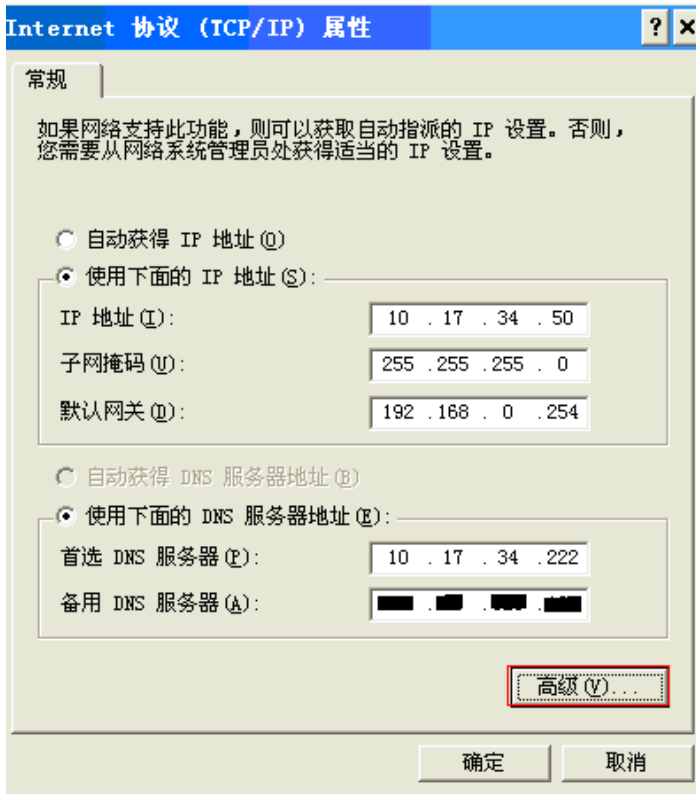 Internet 协议 (TCP/IP) 属性
常规
如果网络支持此功能，则可以获取自动指派的 IP 设置。否则，
您需要从网络系统管理员处获得适当的 IP 设置。
自动获得 IP 地址(O)
使用下面的 IP 地址(S):
IP 地址(I): 10 . 17 . 34 . 50
子网掩码(U): 255 .255 .255 . 0
默认网关(D): 192 .168 . 0 .254
自动获得 DNS 服务器地址(B)
使用下面的 DNS 服务器地址(E):
首选 DNS 服务器(P): 10 . 17 . 34 .222
备用 DNS 服务器(A):
高级(V)...
确定 取消